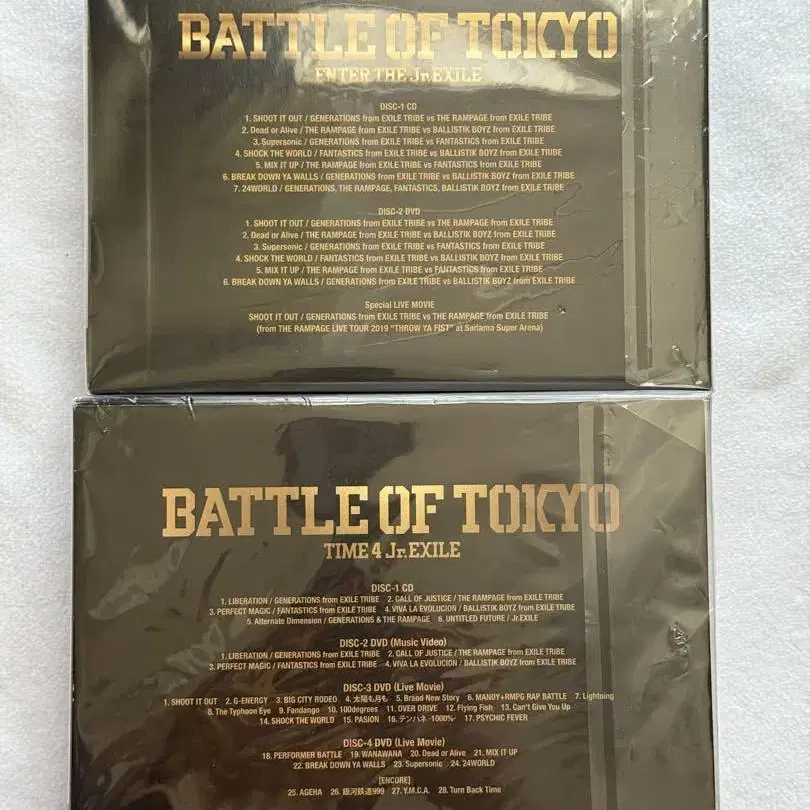 BATTLE OF TOKYO
ENTER THE Jr.EXILE
DISC-1 CD
1. SHOOT IT OUT / GENERATIONS from EXILE TRIBE vs THE RAMPAGE from EXILE TRIBE
2. Dead or Alive / THE RAMPAGE from EXILE TRIBE vs BALLISTIK BOYZ from EXILE TRIBE
3. Supersonic / GENERATIONS from EXILE TRIBE vs FANTASTICS from EXILE TRIBE
4. SHOCK THE WORLD / FANTASTICS from EXILE TRIBE vs BALLISTIK BOYZ from EXILE TRIBE
5. MIX IT UP / THE RAMPAGE from EXILE TRIBE vs FANTASTICS from EXILE TRIBE
6. BREAK DOWN YA WALLS / GENERATIONS from EXILE TRIBE vs BALLISTIK BOYZ from EXILE TRIBE
7. 24WORLD / GENERATIONS, THE RAMPAGE, FANTASTICS, BALLISTIK BOYZ from EXILE TRIBE
DISC-2 DVD
1. SHOOT IT OUT / GENERATIONS from EXILE TRIBE vs THE RAMPAGE from EXILE TRIBE
2. Dead or Alive / THE RAMPAGE from EXILE TRIBE vs BALLISTIK BOYZ from EXILE TRIBE
3. Supersonic / GENERATIONS from EXILE TRIBE vs FANTASTICS from EXILE TRIBE
4. SHOCK THE WORLD / FANTASTICS from EXILE TRIBE vs BALLISTIK BOYZ from EXILE TRIBE
5. MIX IT UP / THE RAMPAGE from EXILE TRIBE vs FANTASTICS from EXILE TRIBE
6. BREAK DOWN YA WALLS / GENERATIONS from EXILE TRIBE vs BALLISTIK BOYZ from EXILE TRIBE
Special LIVE MOVIE
SHOOT IT OUT / GENERATIONS from EXILE TRIBE vs THE RAMPAGE from EXILE TRIBE
(from THE RAMPAGE LIVE TOUR 2019 "THROW YA FIST" at Saitama Super Arena)
BATTLE OF TOKYO
TIME 4 Jr.EXILE
DISC-1 CD
1. LIBERATION / GENERATIONS from EXILE TRIBE 2. CALL OF JUSTICE / THE RAMPAGE from EXILE TRIBE
3. PERFECT MAGIC / FANTASTICS from EXILE TRIBE 4. VIVA LA EVOLUCION / BALLISTIK BOYZ from EXILE TRIBE
5. Alternate Dimension / GENERATIONS & THE RAMPAGE 6. UNTITLED FUTURE / Jr.EXILE
DISC-2 DVD (Music Video)
1. LIBERATION / GENERATIONS from EXILE TRIBE 2. CALL OF JUSTICE / THE RAMPAGE from EXILE TRIBE
3. PERFECT MAGIC / FANTASTICS from EXILE TRIBE 4. VIVA LA EVOLUCION / BALLISTIK BOYZ from EXILE TRIBE
DISC-3 DVD (Live Movie)
1. SHOOT IT OUT 2. G-ENERGY 3. BIG CITY RODEO 4. 太陽も月も 5. Brand New Story 6. MANDY+RMPG RAP BATTLE 7. Lightning
8. The Typhoon Eye 9. Fandango 10. 100degrees 11. OVER DRIVE 12. Flying Fish 13. Can't Give You Up
14. SHOCK THE WORLD 15. PASION 16. テンハネ -1000%- 17. PSYCHIC FEVER
DISC-4 DVD (Live Movie)
18. PERFORMER BATTLE 19. WANAWANA 20. Dead or Alive 21. MIX IT UP
22. BREAK DOWN YA WALLS 23. Supersonic 24. 24WORLD
[ENCORE]
25. AGEHA 26. 銀河鉄道999 27. Y.M.C.A. 28. Turn Back Time